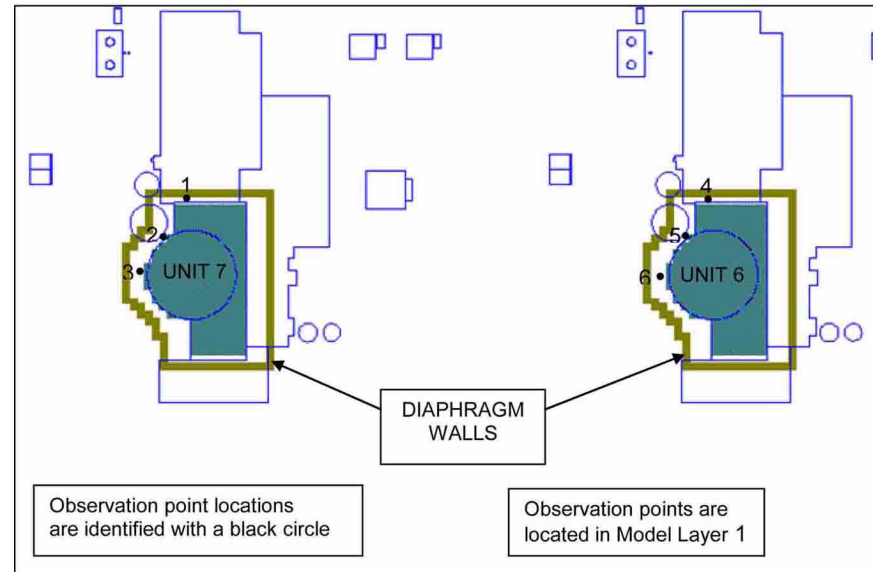 1
4
2
5
3
UNIT 7
6
UNIT 6
DIAPHRAGM
WALLS
Observation point locations
are identified with a black circle
Observation points are
located in Model Layer 1